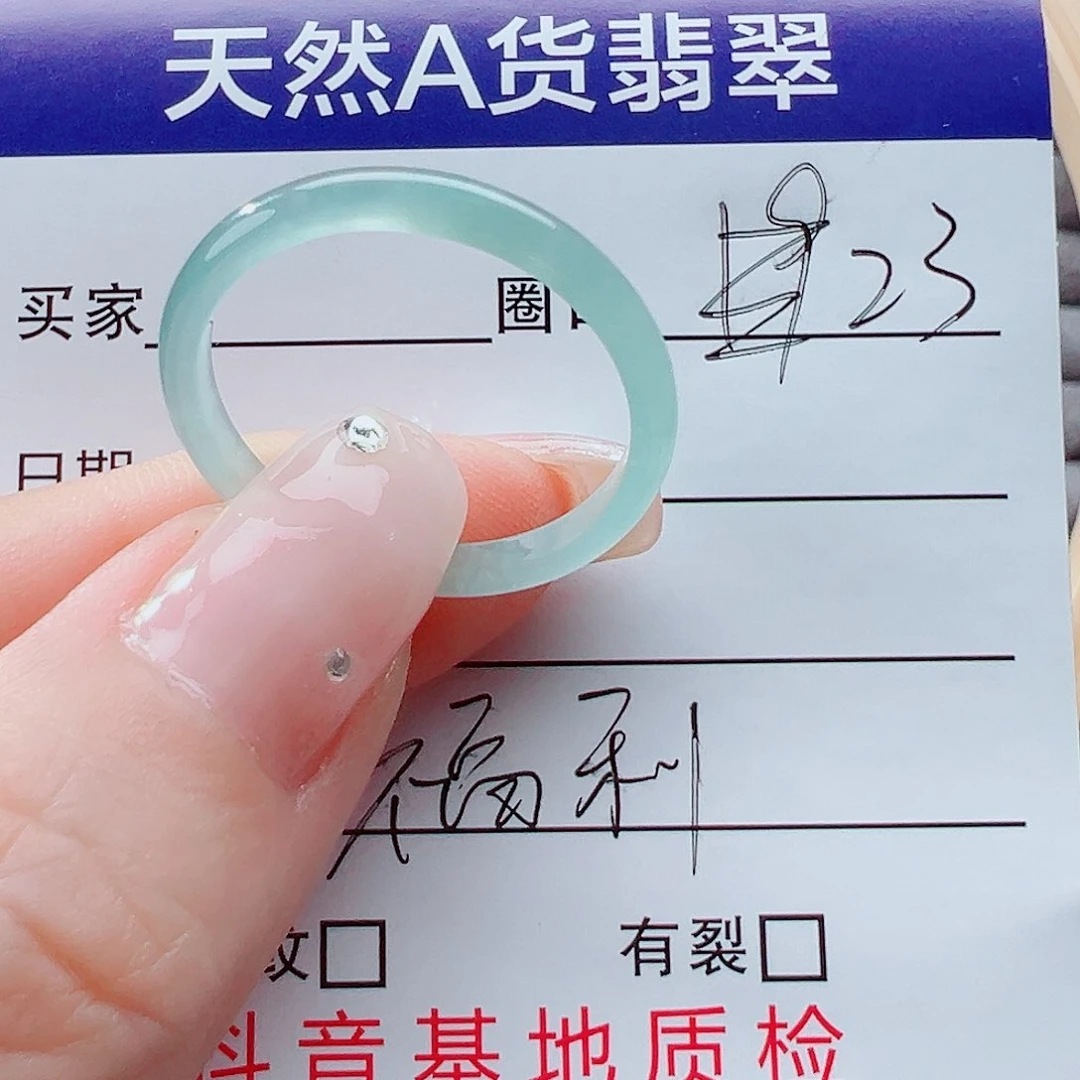 天然A货翡翠
买家 圈 23
日期
福利
纹□ 有裂□
抖音基地质检